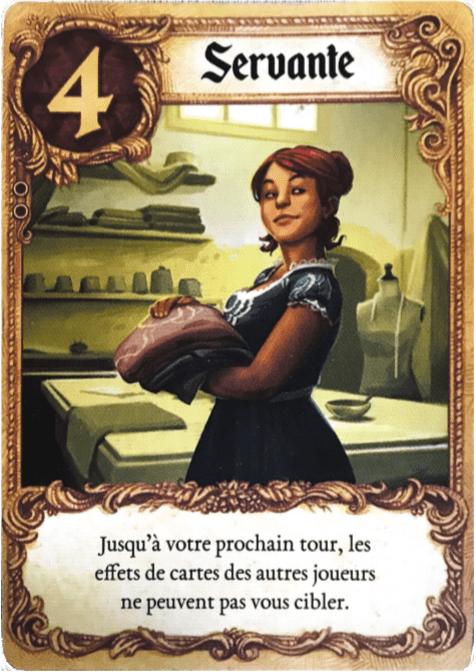 4
Servante
Jusqu'à votre prochain tour, les
effets de cartes des autres joueurs
ne peuvent pas vous cibler.